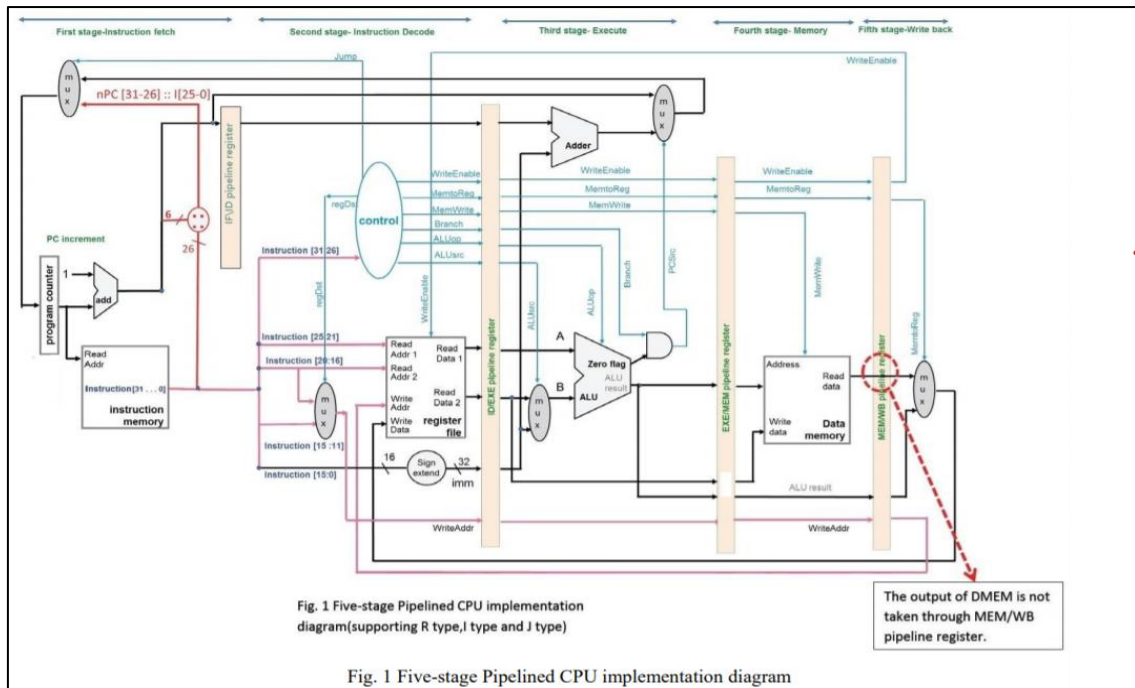 First stage-Instruction fetch
Second stage- Instruction Decode
Third stage- Execute
Fourth stage- Memory
Fifth stage-Write back
Jump
WriteEnable
mux
nPC [31-26] :: I[25-0]
mux
Adder
IF\ID pipeline register
6
26
PC increment
1
add
program counter
Read
Addr
Instruction[31 . . . 0]
instruction
memory
regDst
control
WriteEnable
MemtoReg
MemWrite
Branch
ALUop
ALUsrc
WriteEnable
MemtoReg
MemWrite
WriteEnable
MemtoReg
Instruction [31:26]
regDst
WriteEnable
ALUsrc
ALUop
Branch
PCSrc
MemWrite
MemtoReg
Instruction [25:21]
Instruction [20:16]
Read
Addr 1
Read
Data 1
Read
Addr 2
Write
Addr
Read
Data 2
Write
Data
register
file
mux
Instruction [15 :11]
Instruction [15:0]
16
Sign
extend
32
imm
ID/EXE pipeline register
A
B
mux
Zero flag
ALU
result
ALU
EXE/MEM pipeline register
Address
Read
data
Write
data
Data
memory
MEM/WB pipeline register
mux
ALU result
WriteAddr
WriteAddr
Fig. 1 Five-stage Pipelined CPU implementation
diagram(supporting R type,I type and J type)
The output of DMEM is not
taken through MEM/WB
pipeline register.
Fig. 1 Five-stage Pipelined CPU implementation diagram